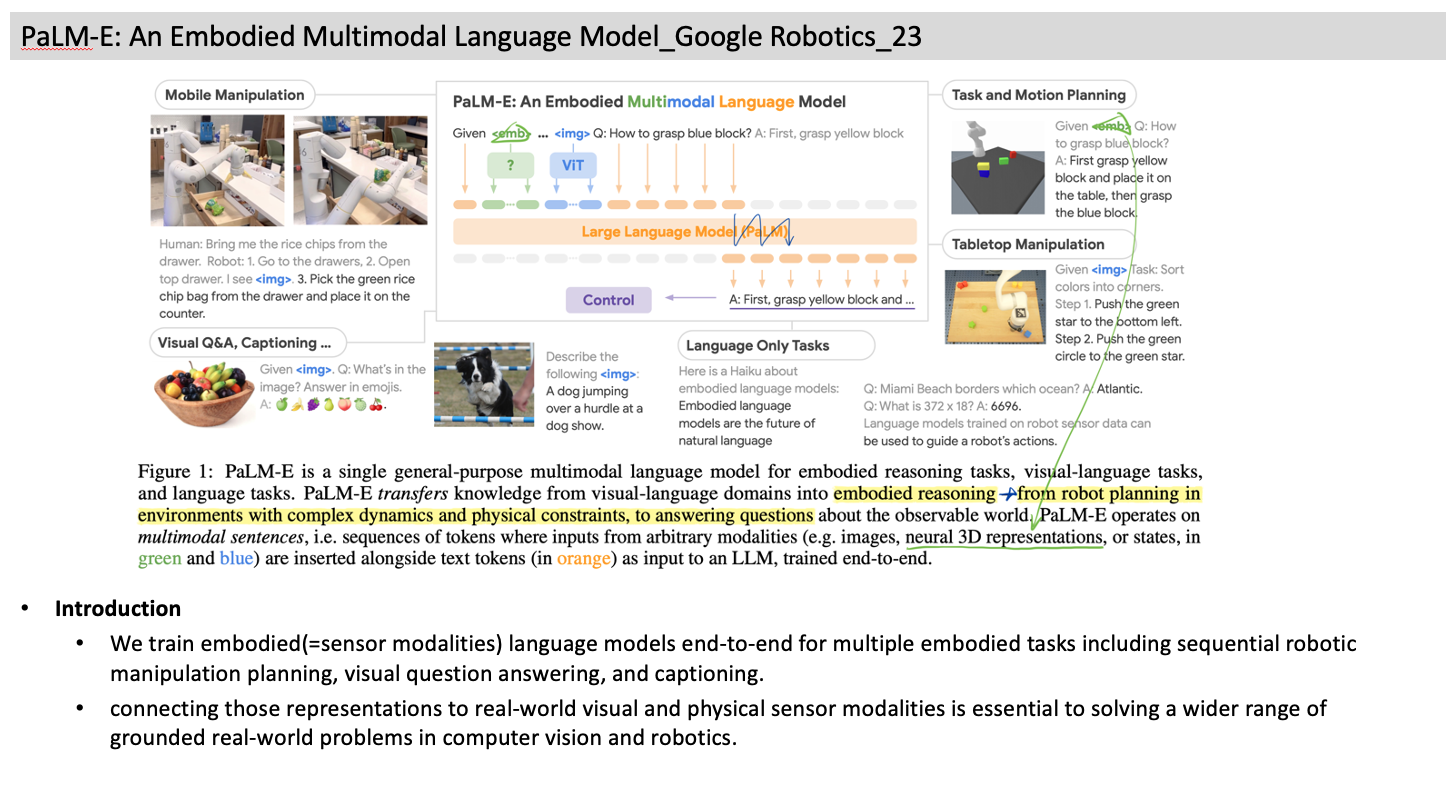 PaLM-E: An Embodied Multimodal Language Model_Google Robotics_23
Mobile Manipulation
Human: Bring me the rice chips from the
drawer. Robot: 1. Go to the drawers, 2. Open
top drawer. I see <img>. 3. Pick the green rice
chip bag from the drawer and place it on the
counter.
Visual Q&A, Captioning ...
Given <img>. Q: What's in the
image? Answer in emojis.
A: 🍏🍌🍇🍐🍑🍈🍒.
PaLM-E: An Embodied Multimodal Language Model
Given <emb> ... <img> Q: How to grasp blue block? A: First, grasp yellow block
?
ViT
Large Language Model (PaLM)
Control
A: First, grasp yellow block and ...
Describe the
following <img>:
A dog jumping
over a hurdle at a
dog show.
Language Only Tasks
Here is a Haiku about
embodied language models:
Embodied language
models are the future of
natural language
Q: Miami Beach borders which ocean? A: Atlantic.
Q: What is 372 x 18? A: 6696.
Language models trained on robot sensor data can
be used to guide a robot's actions.
Task and Motion Planning
Given <emb> Q: How
to grasp blue block?
A: First grasp yellow
block and place it on
the table, then grasp
the blue block.
Tabletop Manipulation
Given <img> Task: Sort
colors into corners.
Step 1. Push the green
star to the bottom left.
Step 2. Push the green
circle to the green star.
Figure 1: PaLM-E is a single general-purpose multimodal language model for embodied reasoning tasks, visual-language tasks,
and language tasks. PaLM-E transfers knowledge from visual-language domains into embodied reasoning – from robot planning in
environments with complex dynamics and physical constraints, to answering questions about the observable world. PaLM-E operates on
multimodal sentences, i.e. sequences of tokens where inputs from arbitrary modalities (e.g. images, neural 3D representations, or states, in
green and blue) are inserted alongside text tokens (in orange) as input to an LLM, trained end-to-end.
• Introduction
• We train embodied(=sensor modalities) language models end-to-end for multiple embodied tasks including sequential robotic
manipulation planning, visual question answering, and captioning.
• connecting those representations to real-world visual and physical sensor modalities is essential to solving a wider range of
grounded real-world problems in computer vision and robotics.